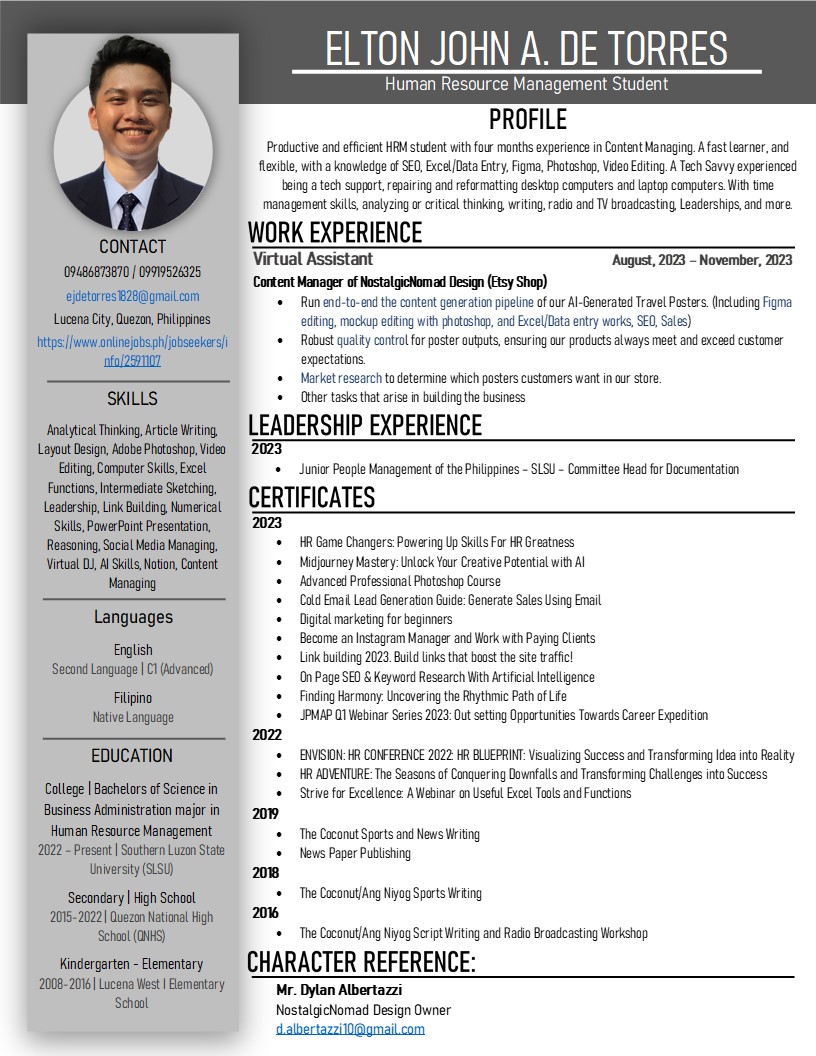 ELTON JOHN A. DE TORRES
Human Resource Management Student
CONTACT
09486873870 / 09919526325
ejdetorres1828@gmail.com
Lucena City, Quezon, Philippines
https://www.onlinejobs.ph/jobseekers/i
nfo/2591107
SKILLS
Analytical Thinking, Article Writing,
Layout Design, Adobe Photoshop, Video
Editing, Computer Skills, Excel
Functions, Intermediate Sketching,
Leadership, Link Building, Numerical
Skills, PowerPoint Presentation,
Reasoning, Social Media Managing,
Virtual DJ, AI Skills, Notion, Content
Managing
Languages
English
Second Language | C1 (Advanced)
Filipino
Native Language
EDUCATION
College | Bachelors of Science in
Business Administration major in
Human Resource Management
2022 – Present | Southern Luzon State
University (SLSU)
Secondary | High School
2015-2022 | Quezon National High
School (QNHS)
Kindergarten - Elementary
2008-2016 | Lucena West I Elementary
School
PROFILE
Productive and efficient HRM student with four months experience in Content Managing. A fast learner, and
flexible, with a knowledge of SEO, Excel/Data Entry, Figma, Photoshop, Video Editing. A Tech Savvy experienced
being a tech support, repairing and reformatting desktop computers and laptop computers. With time
management skills, analyzing or critical thinking, writing, radio and TV broadcasting, Leaderships, and more.
WORK EXPERIENCE
Virtual Assistant August, 2023 – November, 2023
Content Manager of NostalgicNomad Design (Etsy Shop)
• Run end-to-end the content generation pipeline of our AI-Generated Travel Posters. (Including Figma
editing, mockup editing with photoshop, and Excel/Data entry works, SEO, Sales)
• Robust quality control for poster outputs, ensuring our products always meet and exceed customer
expectations.
• Market research to determine which posters customers want in our store.
• Other tasks that arise in building the business
LEADERSHIP EXPERIENCE
2023
• Junior People Management of the Philippines – SLSU – Committee Head for Documentation
CERTIFICATES
2023
• HR Game Changers: Powering Up Skills For HR Greatness
• Midjourney Mastery: Unlock Your Creative Potential with AI
• Advanced Professional Photoshop Course
• Cold Email Lead Generation Guide: Generate Sales Using Email
• Digital marketing for beginners
• Become an Instagram Manager and Work with Paying Clients
• Link building 2023. Build links that boost the site traffic!
• On Page SEO & Keyword Research With Artificial Intelligence
• Finding Harmony: Uncovering the Rhythmic Path of Life
• JPMAP Q1 Webinar Series 2023: Out setting Opportunities Towards Career Expedition
2022
• ENVISION: HR CONFERENCE 2022: HR BLUEPRINT: Visualizing Success and Transforming Idea into Reality
• HR ADVENTURE: The Seasons of Conquering Downfalls and Transforming Challenges into Success
• Strive for Excellence: A Webinar on Useful Excel Tools and Functions
2019
• The Coconut Sports and News Writing
• News Paper Publishing
2018
• The Coconut/Ang Niyog Sports Writing
2016
• The Coconut/Ang Niyog Script Writing and Radio Broadcasting Workshop
CHARACTER REFERENCE:
Mr. Dylan Albertazzi
NostalgicNomad Design Owner
d.albertazzi10@gmail.com